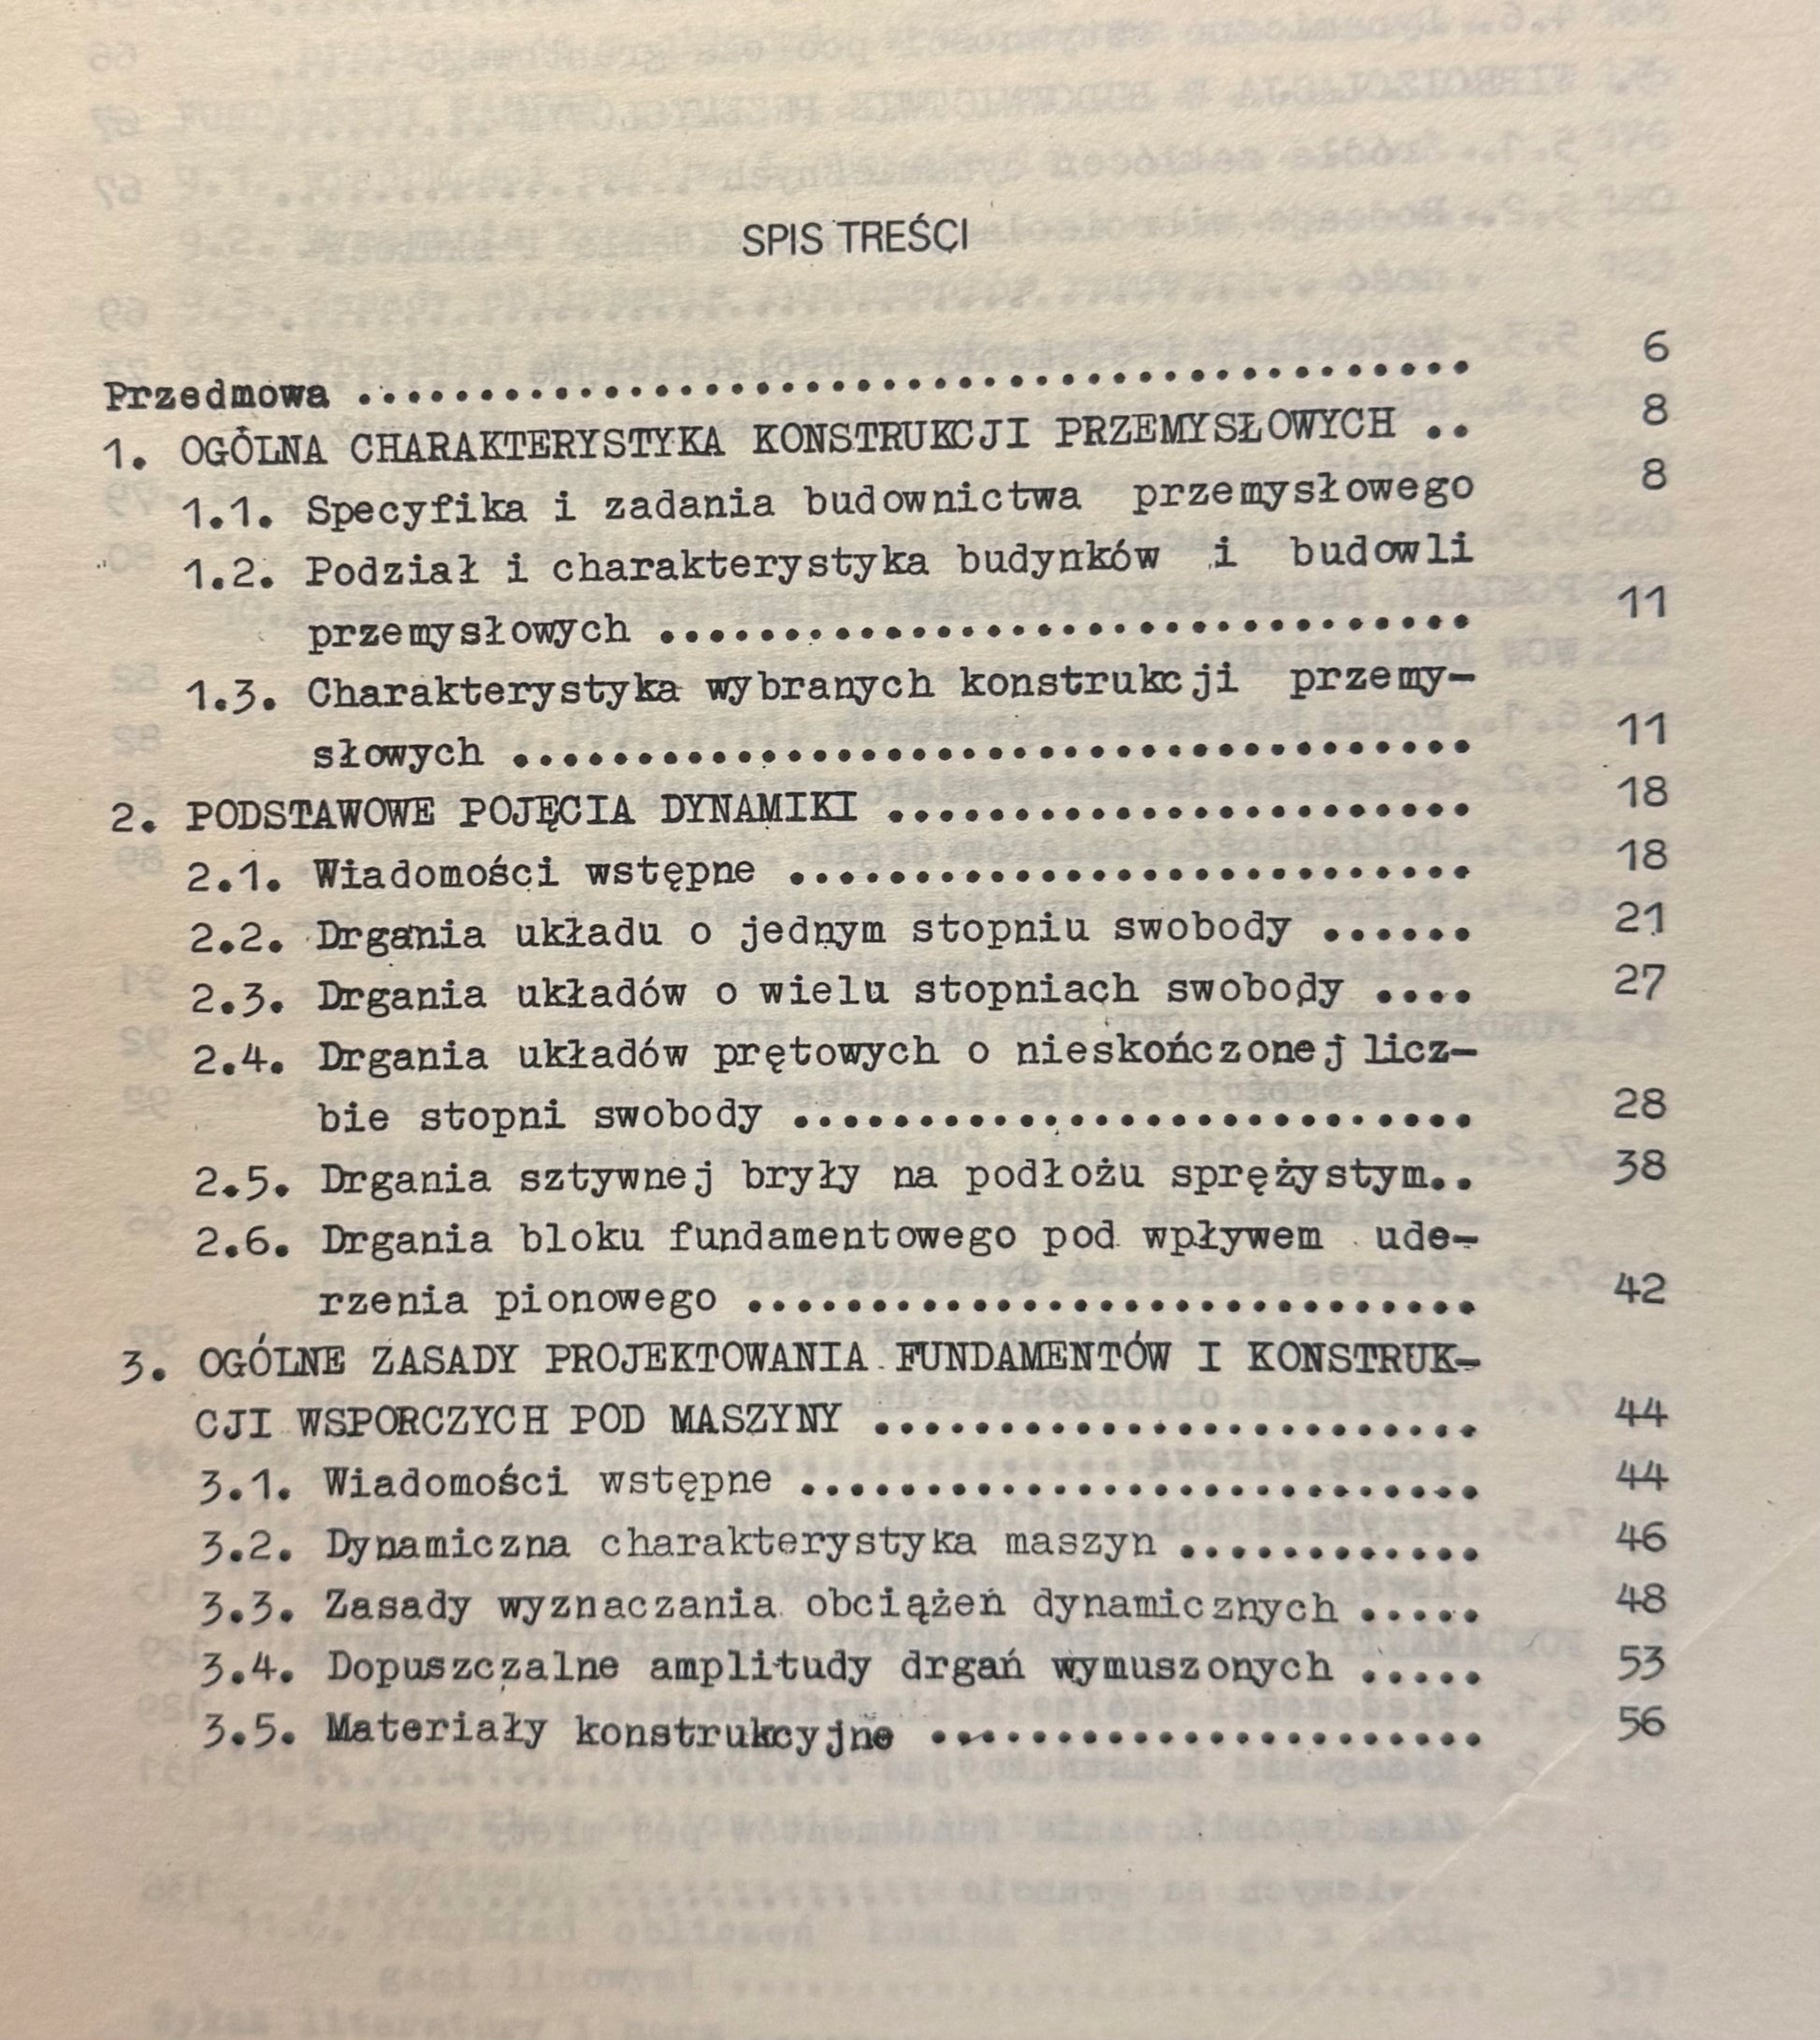 SPIS TREŚCI
Przedmowa ............................................. 6
1. OGÓLNA CHARAKTERYSTYKA KONSTRUKCJI PRZEMYSŁOWYCH .. 8
1.1. Specyfika i zadania budownictwa przemysłowego 8
1.2. Podział i charakterystyka budynków i budowli
przemysłowych ................................. 11
1.3. Charakterystyka wybranych konstrukcji przemy-
słowych ....................................... 11
2. PODSTAWOWE POJĘCIA DYNAMIKI ....................... 18
2.1. Wiadomości wstępne ........................... 18
2.2. Drgania układu o jednym stopniu swobody ...... 21
2.3. Drgania układów o wielu stopniach swobody .... 27
2.4. Drgania układów prętowych o nieskończonej licz-
bie stopni swobody ........................... 28
2.5. Drgania sztywnej bryły na podłożu sprężystym.. 38
2.6. Drgania bloku fundamentowego pod wpływem ude-
rzenia pionowego .............................. 42
3. OGÓLNE ZASADY PROJEKTOWANIA FUNDAMENTÓW I KONSTRUK-
CJI WSPORCZYCH POD MASZYNY ........................ 44
3.1. Wiadomości wstępne ........................... 44
3.2. Dynamiczna charakterystyka maszyn ............ 46
3.3. Zasady wyznaczania obciążeń dynamicznych ..... 48
3.4. Dopuszczalne amplitudy drgań wymuszonych ..... 53
3.5. Materiały konstrukcyjne ...................... 56